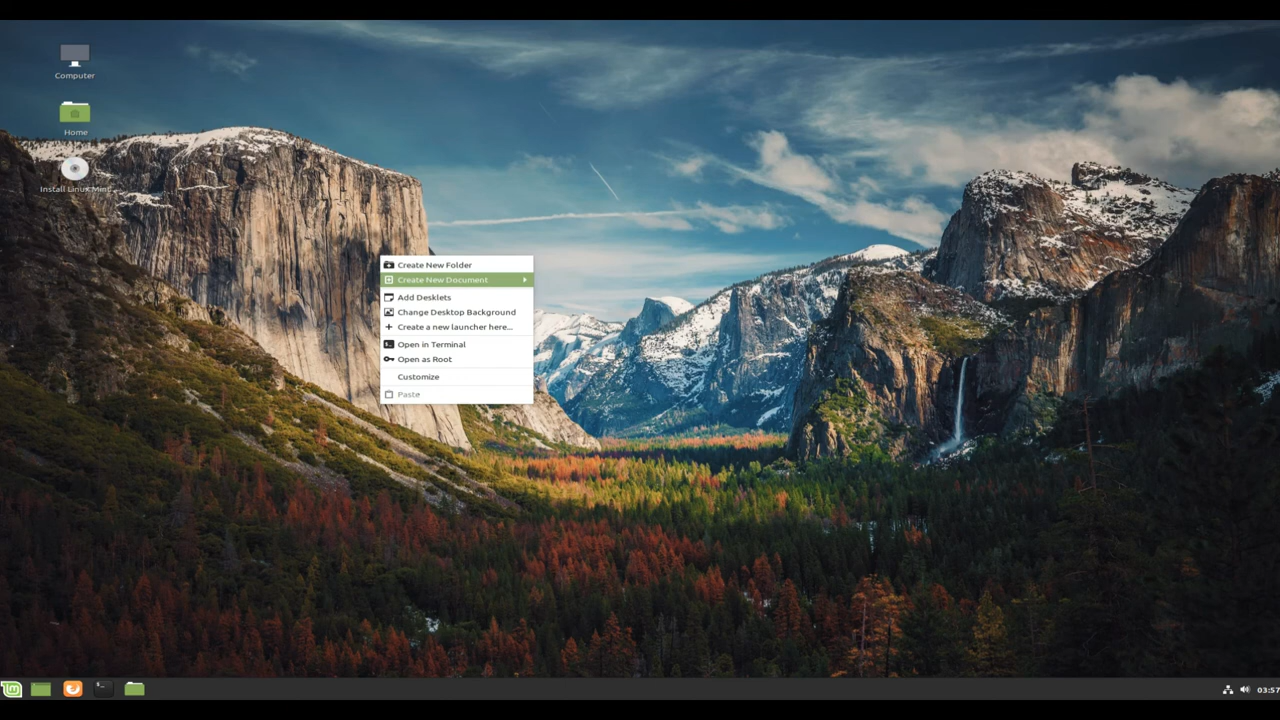 Computer
Home
Install Linux Mint
Create New Folder
Create New Document
Add Desklets
Change Desktop Background
Create a new launcher here...
Open in Terminal
Open as Root
Customize
Paste
03:57